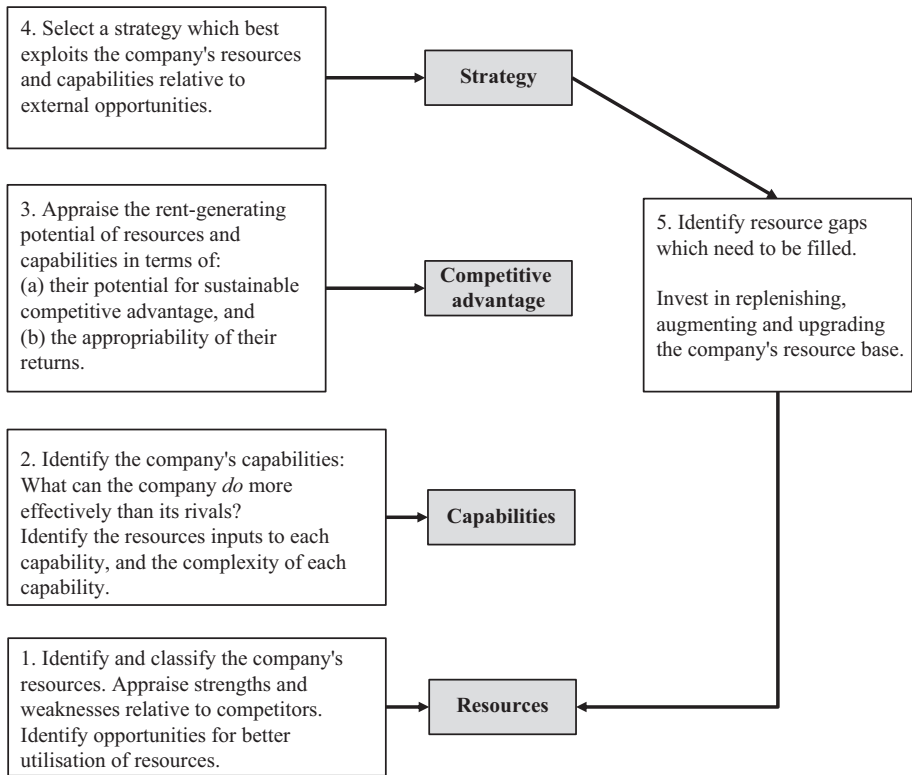 4. Select a strategy which best
exploits the company's resources
and capabilities relative to
external opportunities.
Strategy
3. Appraise the rent-generating
potential of resources and
capabilities in terms of:
(a) their potential for sustainable
competitive advantage, and
(b) the appropriability of their
returns.
Competitive
advantage
5. Identify resource gaps
which need to be filled.
Invest in replenishing,
augmenting and upgrading
the company's resource base.
2. Identify the company's capabilities:
What can the company do more
effectively than its rivals?
Identify the resources inputs to each
capability, and the complexity of each
capability.
Capabilities
1. Identify and classify the company's
resources. Appraise strengths and
weaknesses relative to competitors.
Identify opportunities for better
utilisation of resources.
Resources